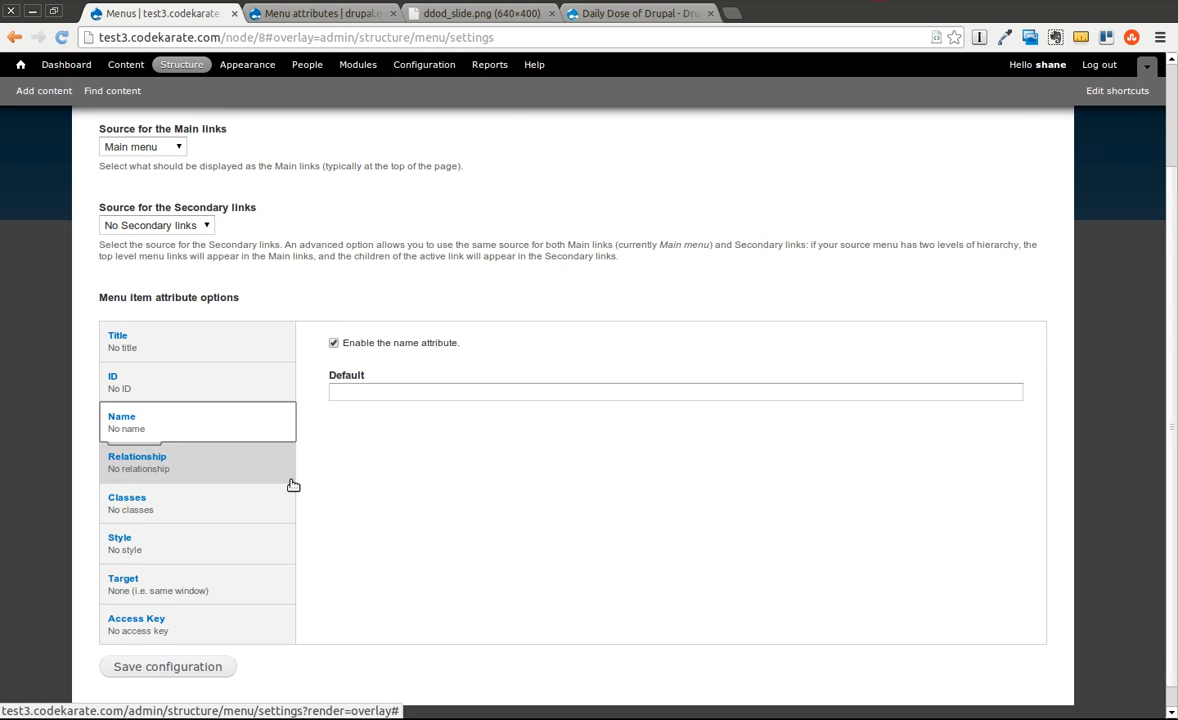 Menus | test3.codekarate.
Menu attributes | drupal.o
ddod_slide.png (640×400)
Daily Dose of Drupal - Dru
test3.codekarate.com/node/8#overlay=admin/structure/menu/settings
Dashboard Content Structure Appearance People Modules Configuration Reports Help Hello shane Log out
Add content Find content Edit shortcuts
Source for the Main links
Main menu
Select what should be displayed as the Main links (typically at the top of the page).
Source for the Secondary links
No Secondary links
Select the source for the Secondary links. An advanced option allows you to use the same source for both Main links (currently Main menu) and Secondary links: if your source menu has two levels of hierarchy, the
top level menu links will appear in the Main links, and the children of the active link will appear in the Secondary links.
Menu item attribute options
Title
No title
ID
No ID
Name
No name
Relationship
No relationship
Classes
No classes
Style
No style
Target
None (i.e. same window)
Access Key
No access key
Enable the name attribute.
Default
Save configuration
test3.codekarate.com/admin/structure/menu/settings?render=overlay#